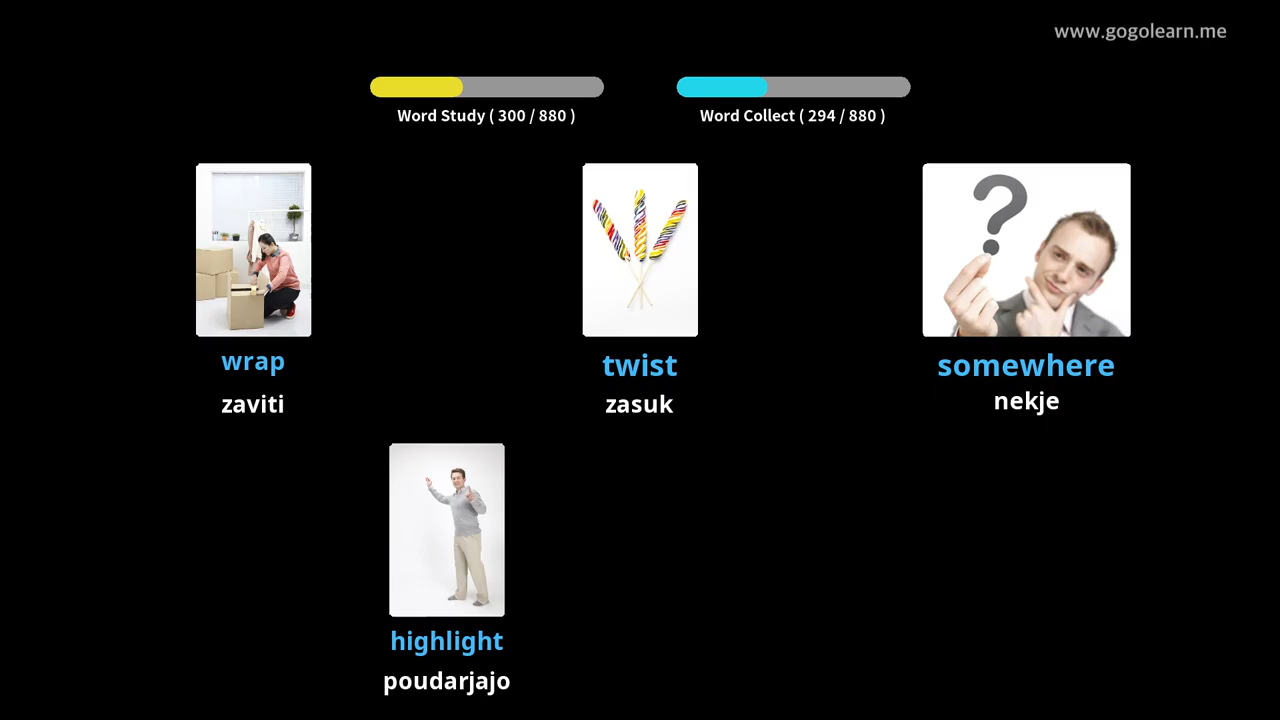 www.gogolearn.me
Word Study ( 300 / 880 )
Word Collect ( 294 / 880 )
wrap
zaviti
twist
zasuk
somewhere
nekje
highlight
poudarjajo